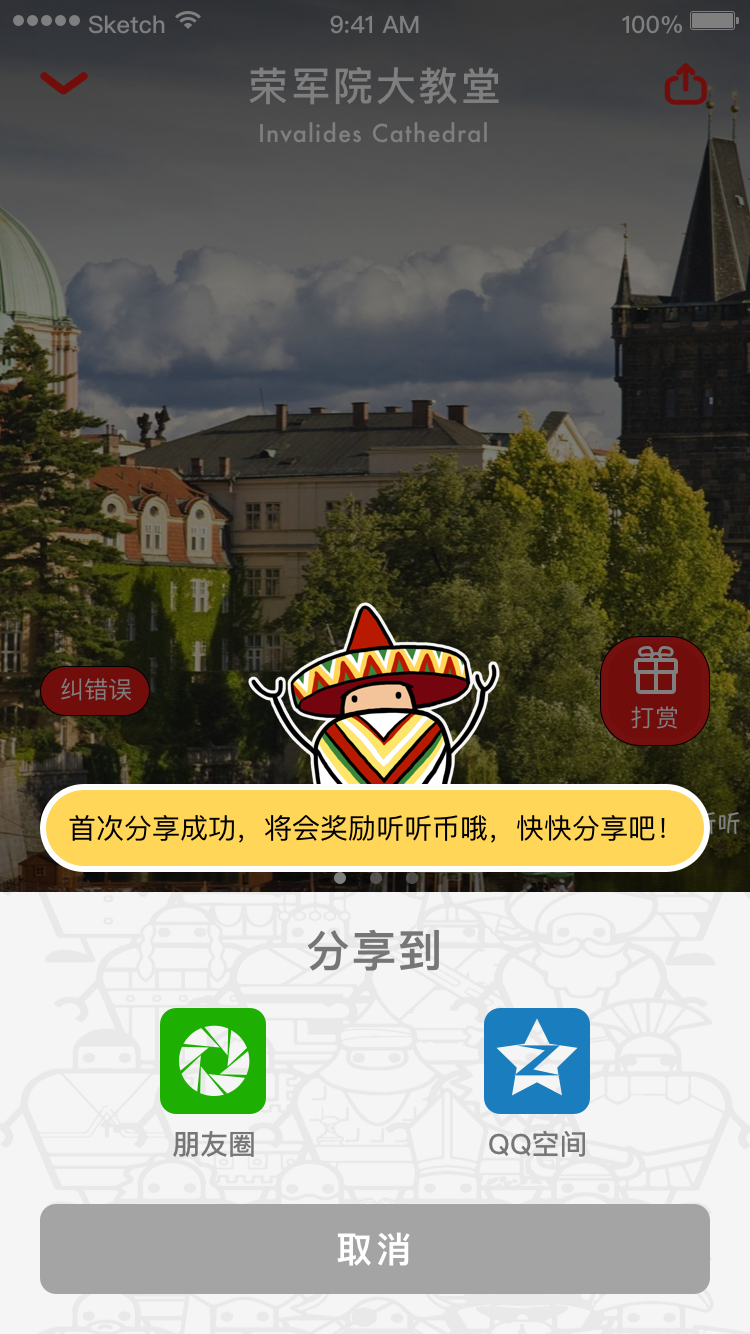 Sketch 9:41 AM 100%
荣军院大教堂
Invalides Cathedral
纠错误
打赏
首次分享成功，将会奖励听听币哦，快快分享吧！
听
分享到
朋友圈 QQ空间
取消